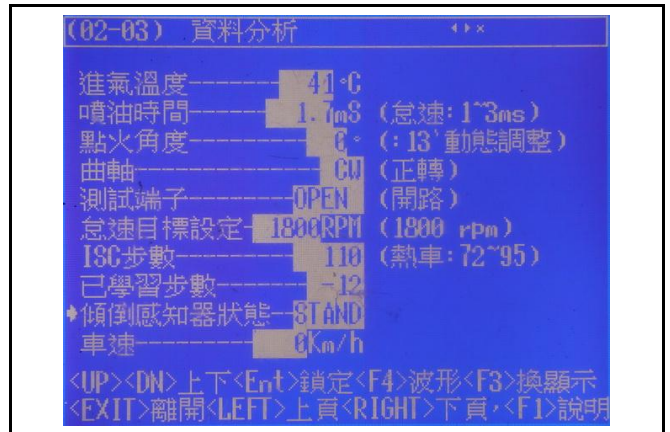 (02-03) 資料分析
進氣溫度--------- 41°C
噴油時間-------- 1.7mS (怠速:1~3ms)
點火角度----------- 0° (:13'動態調整)
曲軸------------- CW (正轉)
測試端子-------OPEN (開路)
怠速目標設定- 1800RPM (1800 rpm)
ISC步數--------- 110 (熱車:72~95)
已學習步數------- -12
傾倒感知器狀態--STAND
車速--------- 0Km/h
<UP><DN>上下<Ent>鎖定<F4>波形<F3>換顯示
<EXIT>離開<LEFT>上頁<RIGHT>下頁,<F1>說明